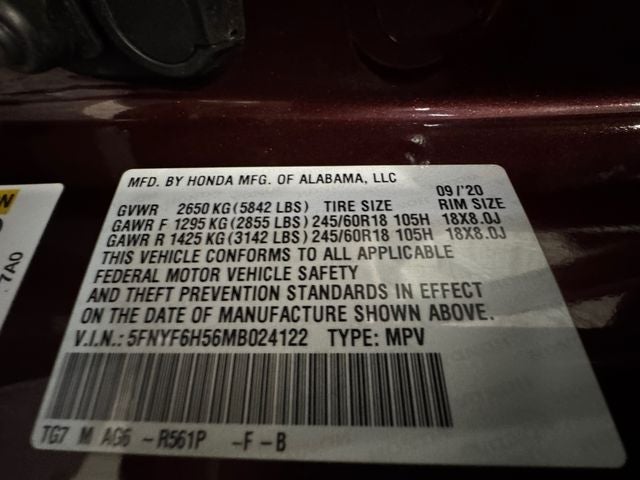 MFD. BY HONDA MFG. OF ALABAMA, LLC
09/'20
GVWR 2650 KG (5842 LBS) TIRE SIZE RIM SIZE
GAWR F 1295 KG (2855 LBS) 245/60R18 105H 18X8.0J
GAWR R 1425 KG (3142 LBS) 245/60R18 105H 18X8.0J
THIS VEHICLE CONFORMS TO ALL APPLICABLE
FEDERAL MOTOR VEHICLE SAFETY
AND THEFT PREVENTION STANDARDS IN EFFECT
ON THE DATE OF MANUFACTURE SHOWN ABOVE.
V.I.N.: 5FNYF6H56MB024122 TYPE: MPV
TG7 M AG6 -R561P -F-B
7A0